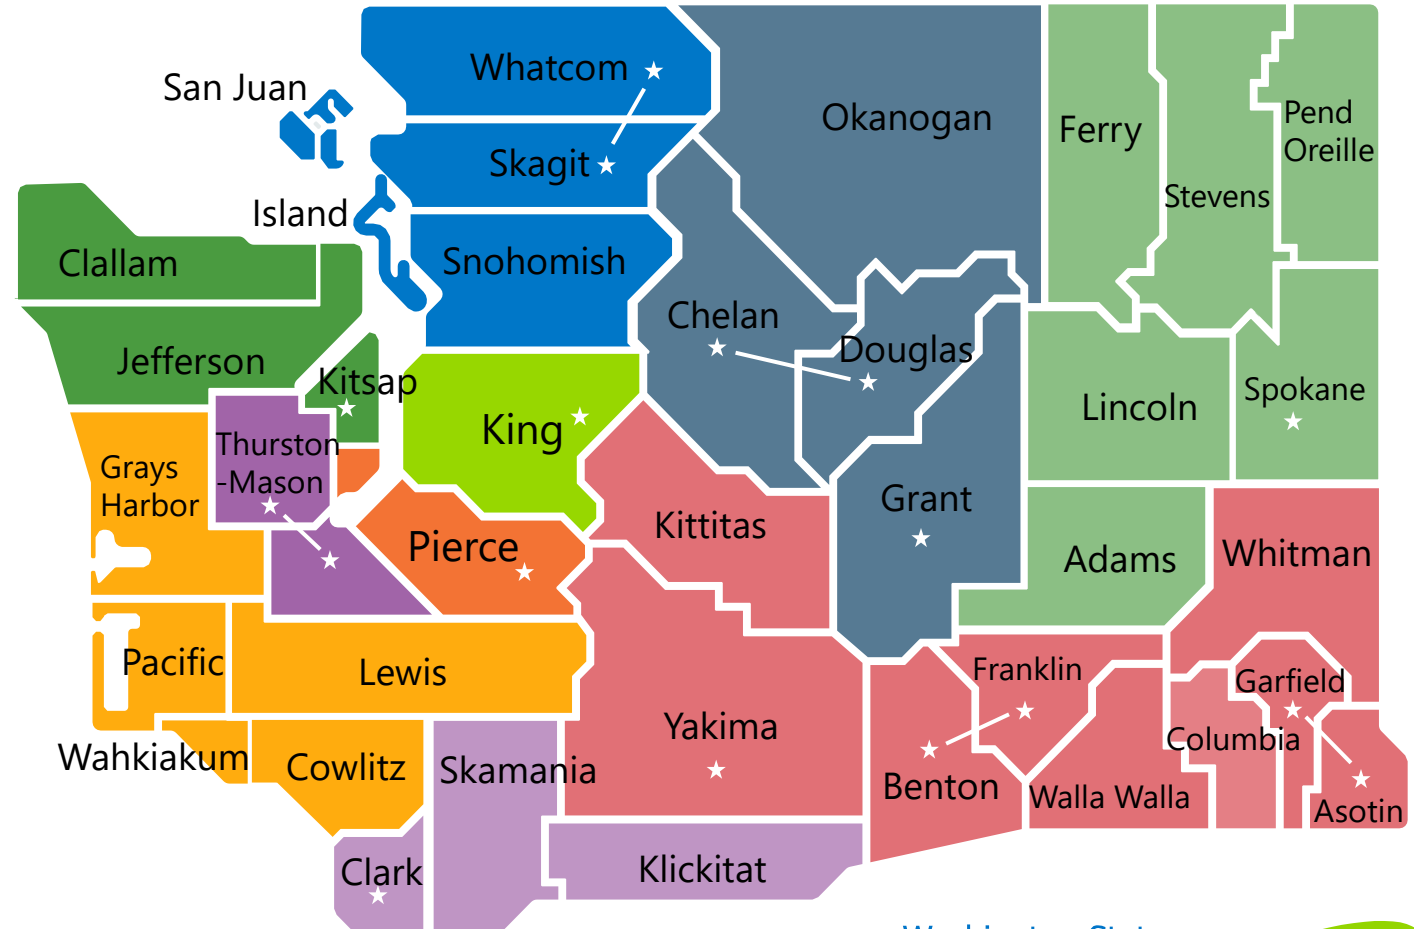 Whatcom
San Juan
Okanogan
Ferry
Pend
Oreille
Skagit
Stevens
Island
Snohomish
Clallam
Chelan
Douglas
Jefferson
Kitsap
King
Lincoln
Spokane
Thurston
-Mason
Grays
Harbor
Grant
Kittitas
Pierce
Adams
Whitman
Pacific
Lewis
Franklin
Garfield
Yakima
Columbia
Wahkiakum
Cowlitz
Skamania
Benton
Walla Walla
Asotin
Clark
Klickitat